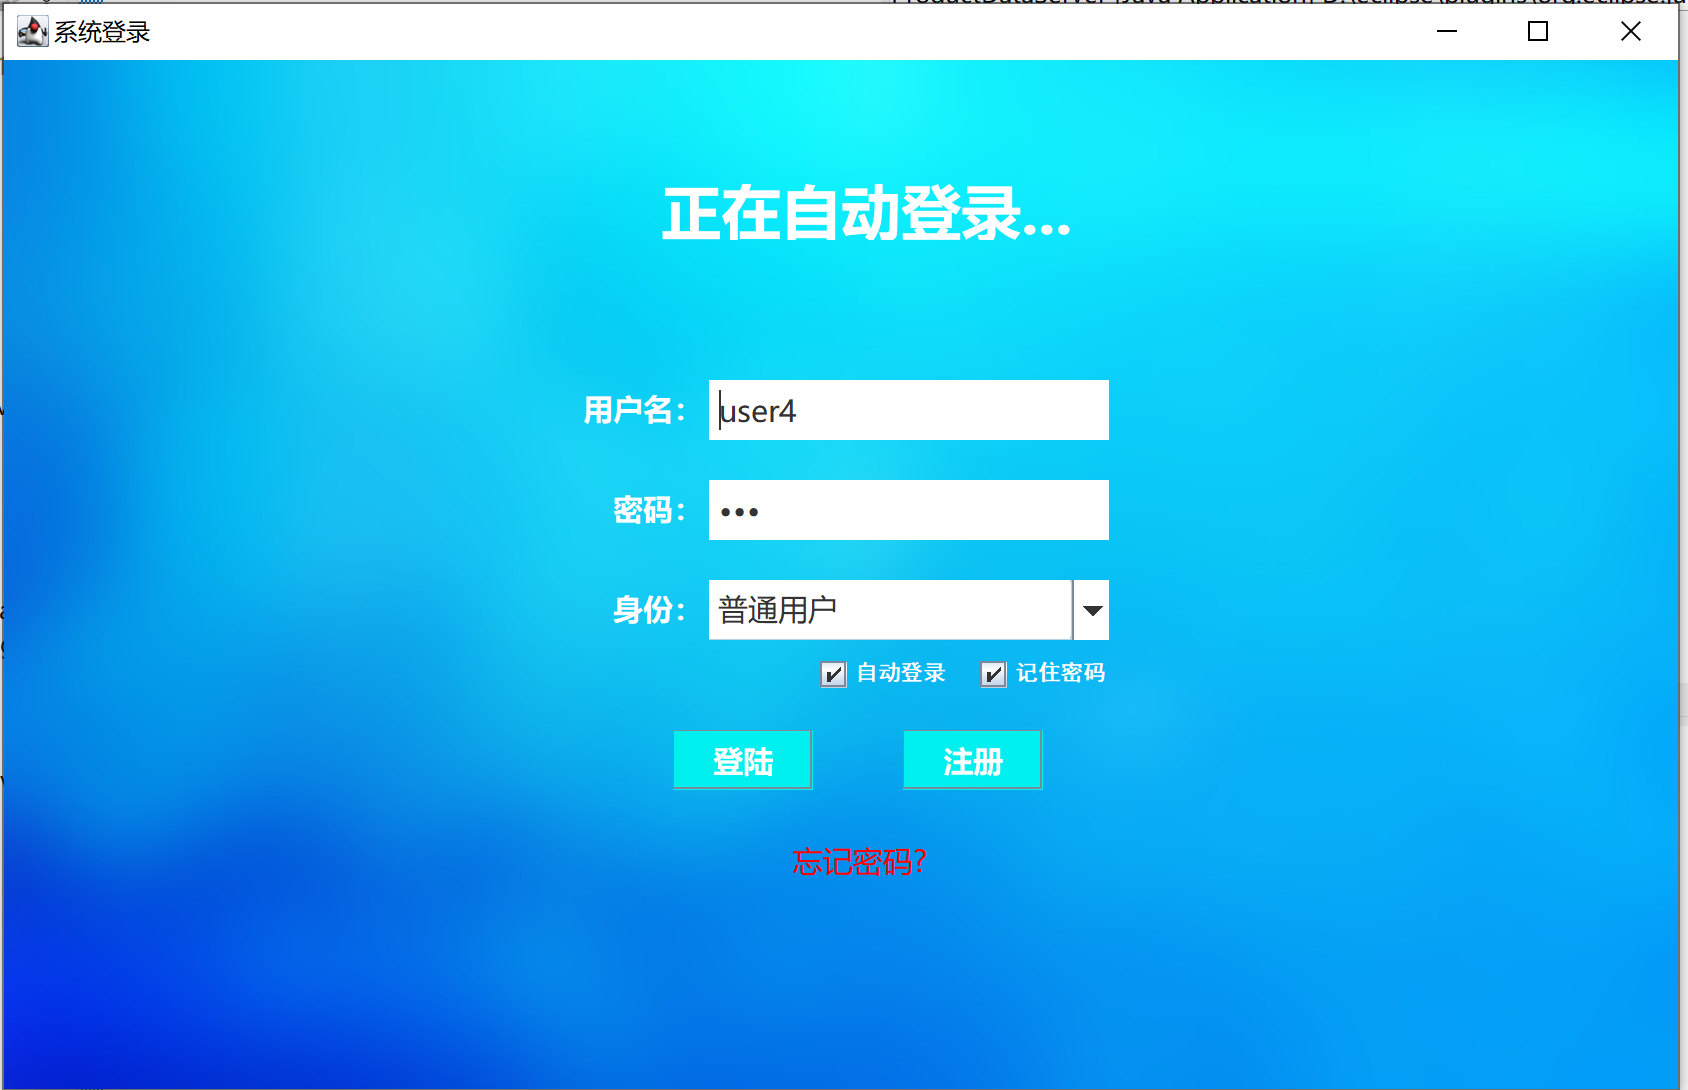 系统登录
正在自动登录...
用户名：
user4
密码：
•••
身份：
普通用户
自动登录 记住密码
登陆 注册
忘记密码?